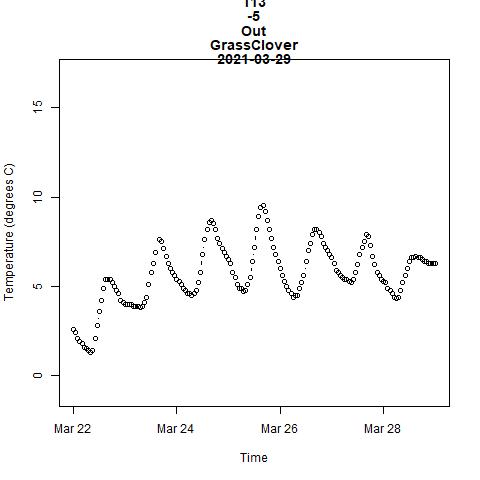 -5
Out
GrassClover
2021-03-29
Temperature (degrees C)
15
10
5
0
Mar 22
Mar 24
Mar 26
Mar 28
Time